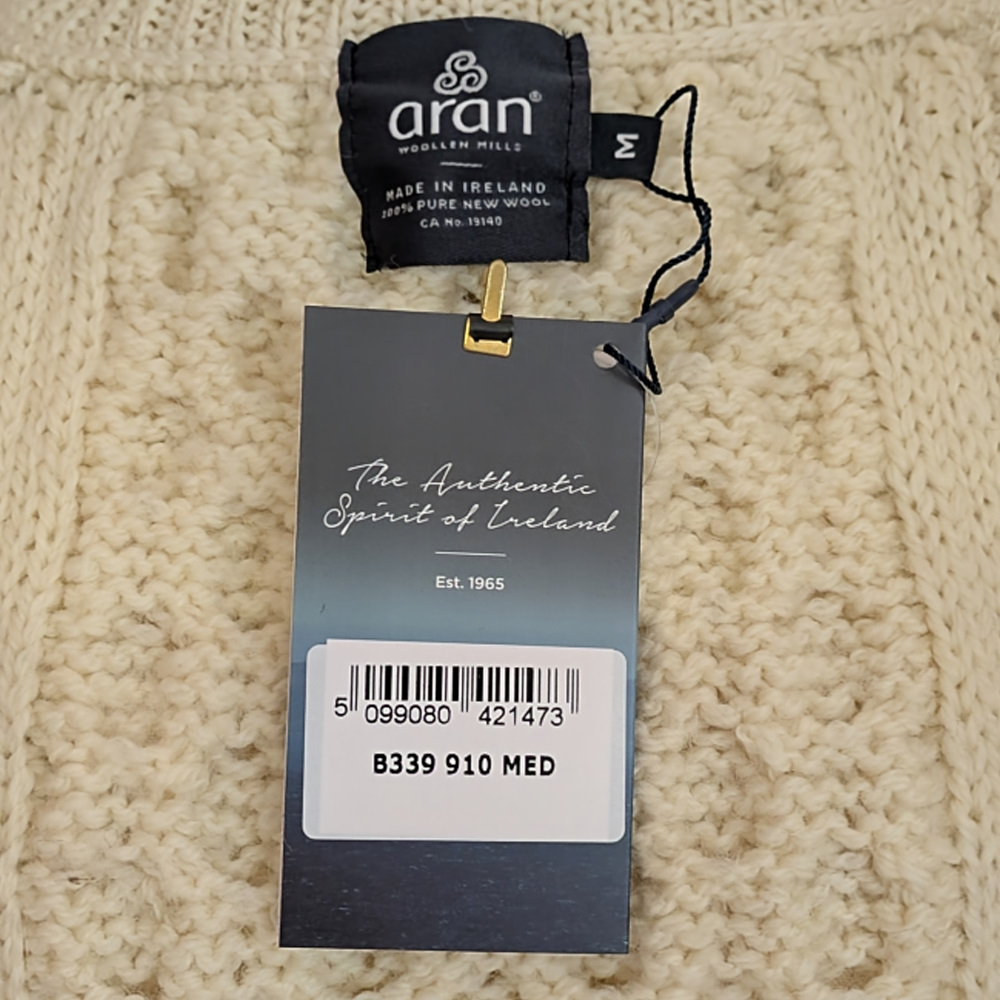 aran®
WOOLLEN MILLS
MADE IN IRELAND
100% PURE NEW WOOL
CA No. 19140
M
The Authentic
Spirit of Ireland
Est. 1965
5 099080 421473
B339 910 MED